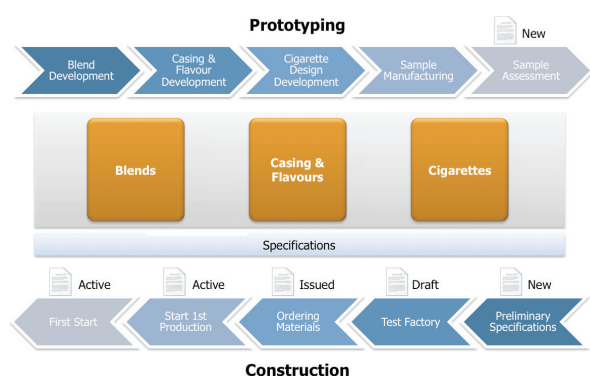 Prototyping
New
Blend
Development
Casing &
Flavour
Development
Cigarette
Design
Development
Sample
Manufacturing
Sample
Assessment
Blends
Casing &
Flavours
Cigarettes
Specifications
Active
Active
Issued
Draft
New
First Start
Start 1st
Production
Ordering
Materials
Test Factory
Preliminary
Specifications
Construction